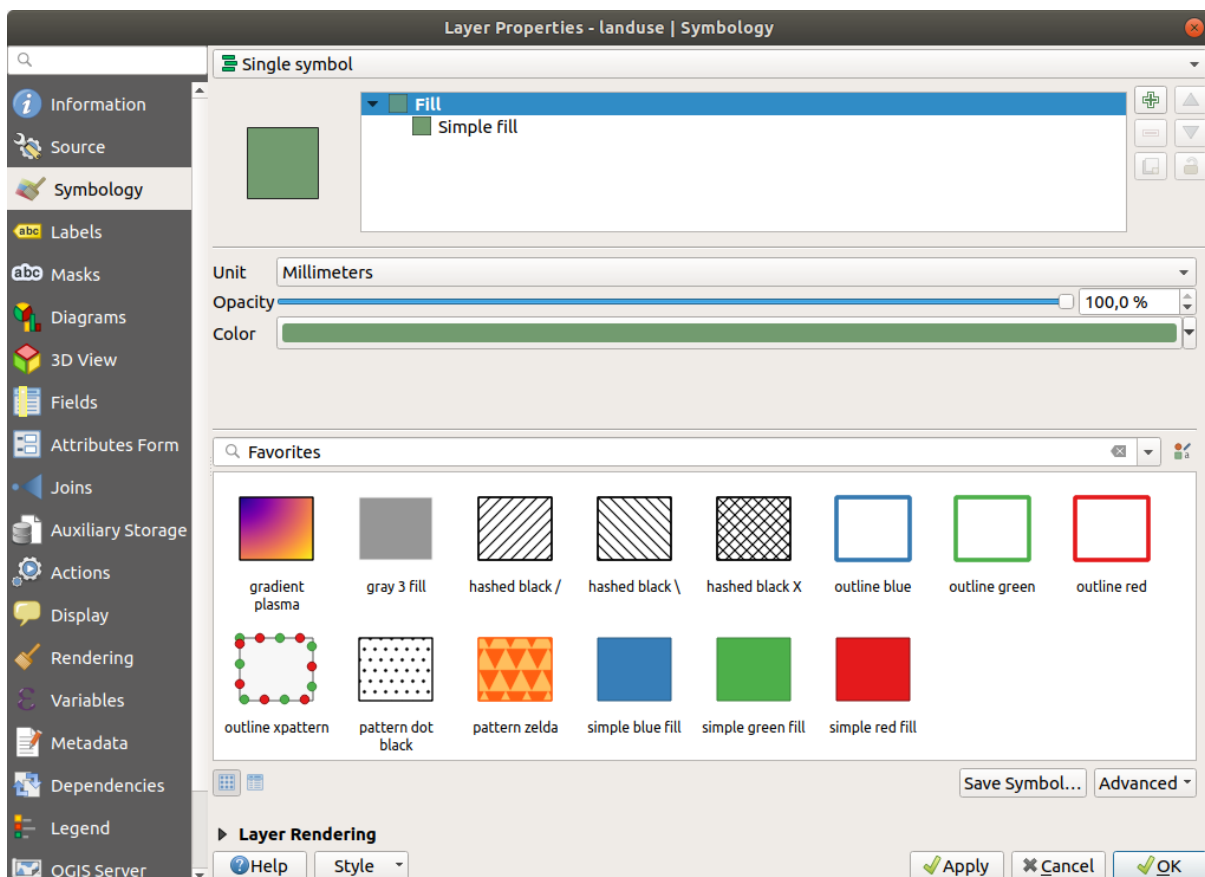 Layer Properties - landuse | Symbology
Single symbol
Information
Source
Symbology
Labels
Masks
Diagrams
3D View
Fields
Attributes Form
Joins
Auxiliary Storage
Actions
Display
Rendering
Variables
Metadata
Dependencies
Legend
QGIS Server
abc
abc
Fill
Simple fill
Unit
Millimeters
Opacity
100,0 %
Color
Favorites
gradient
plasma
gray 3 fill
hashed black /
hashed black \
hashed black X
outline blue
outline green
outline red
outline xpattern
pattern dot
black
pattern zelda
simple blue fill
simple green fill
simple red fill
Save Symbol...
Advanced
Layer Rendering
Help
Style
Apply
Cancel
OK